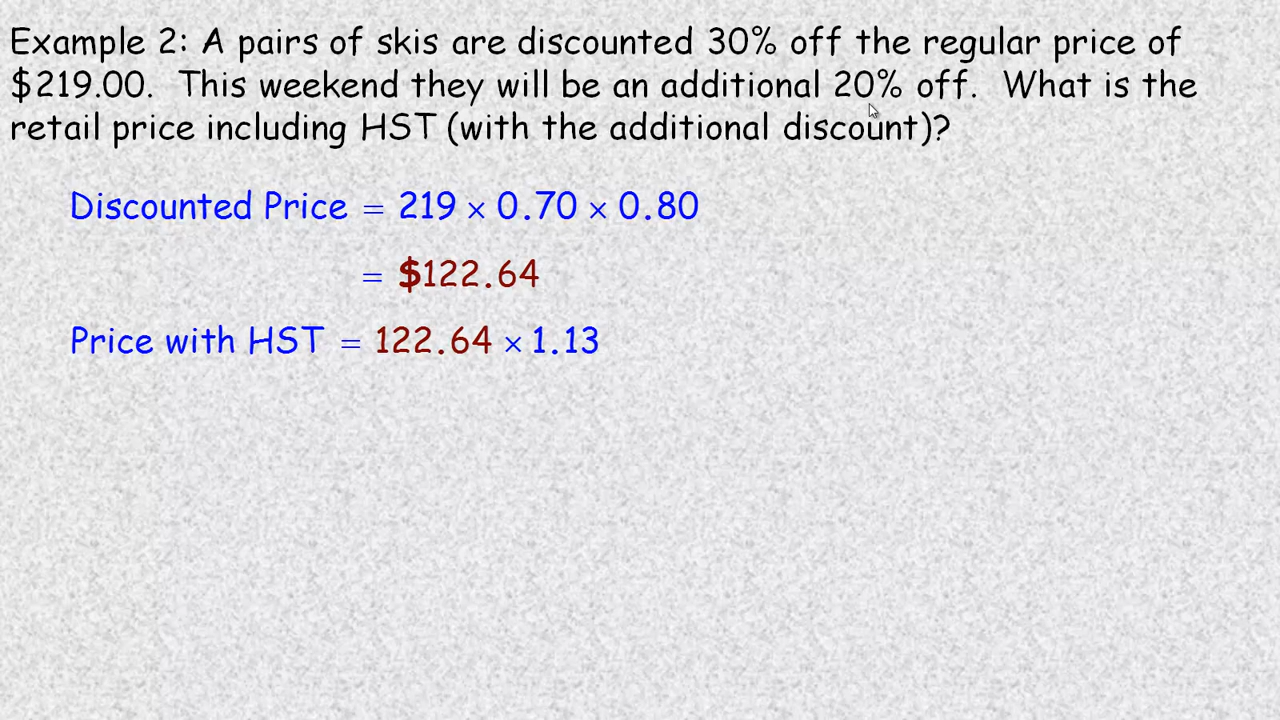 Example 2: A pairs of skis are discounted 30% off the regular price of
$219.00. This weekend they will be an additional 20% off. What is the
retail price including HST (with the additional discount)?
Discounted Price = 219 × 0.70 × 0.80
= $122.64
Price with HST = 122.64 × 1.13